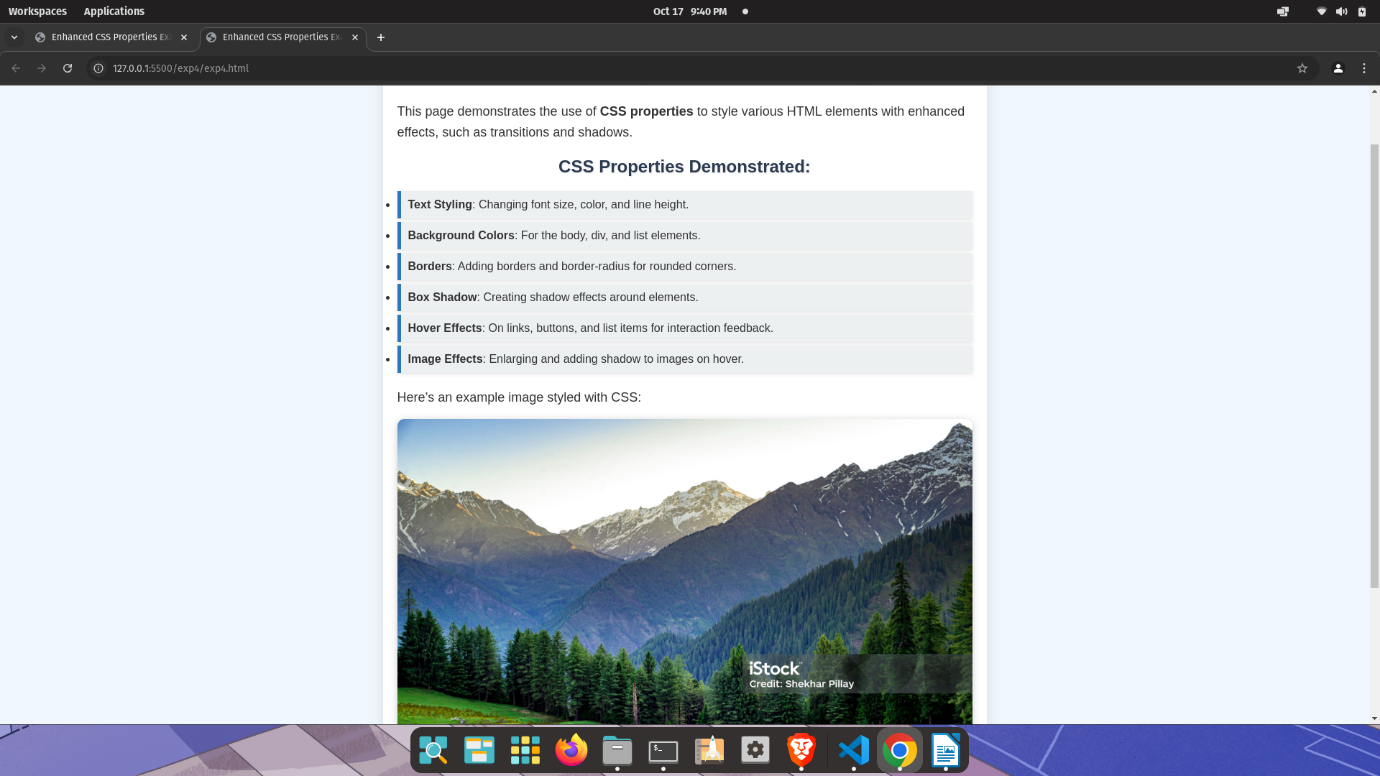 Workspaces Applications Oct 17 9:40 PM
Enhanced CSS Properties Ex Enhanced CSS Properties Ex
127.0.0.1:5500/exp4/exp4.html
This page demonstrates the use of CSS properties to style various HTML elements with enhanced
effects, such as transitions and shadows.
CSS Properties Demonstrated:
Text Styling: Changing font size, color, and line height.
Background Colors: For the body, div, and list elements.
Borders: Adding borders and border-radius for rounded corners.
Box Shadow: Creating shadow effects around elements.
Hover Effects: On links, buttons, and list items for interaction feedback.
Image Effects: Enlarging and adding shadow to images on hover.
Here's an example image styled with CSS:
iStock™
Credit: Shekhar Pillay